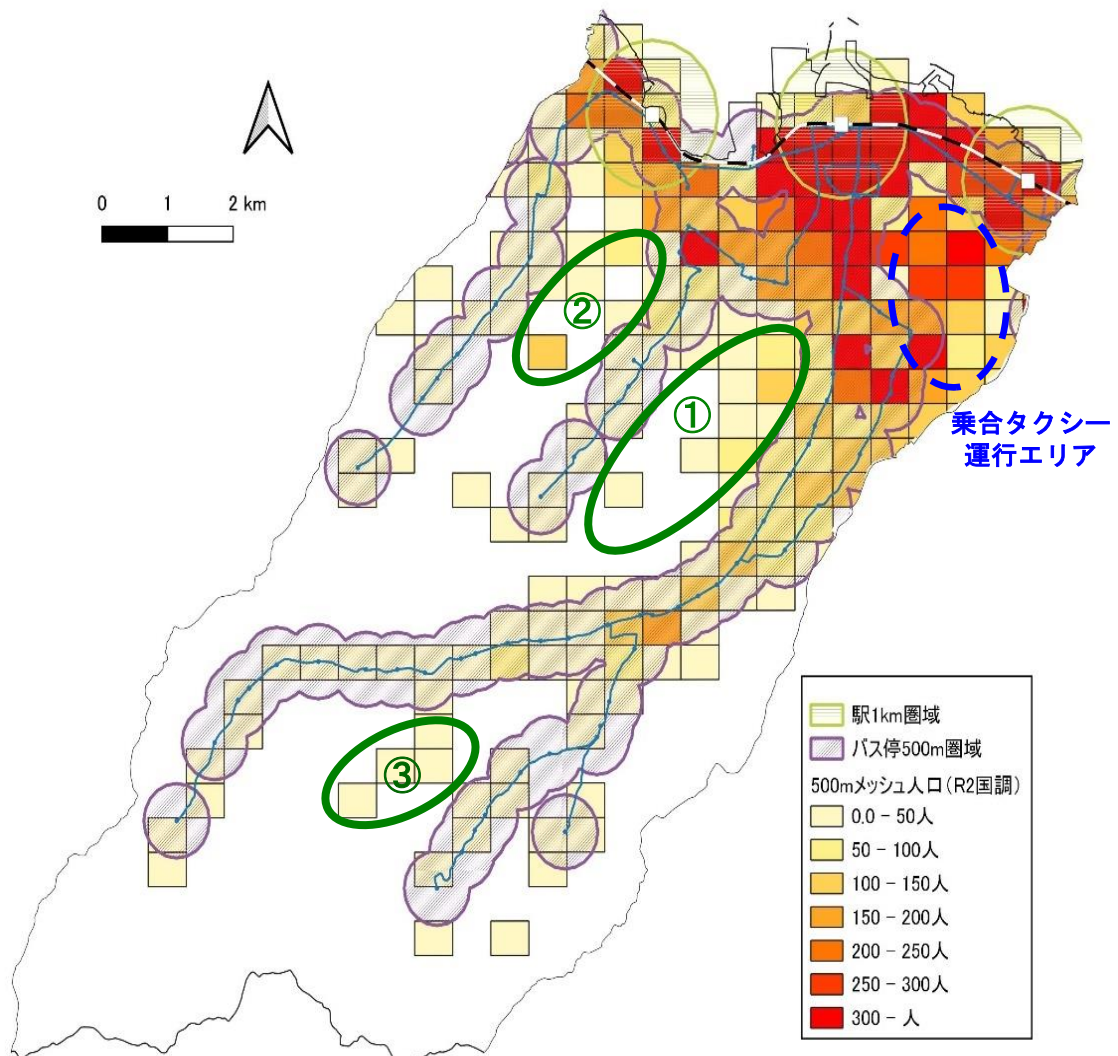 0 1 2 km
②
①
乗合タクシー
運行エリア
③
駅1km圏域
バス停500m圏域
500mメッシュ人口(R2国調)
0.0 - 50人
50 - 100人
100 - 150人
150 - 200人
200 - 250人
250 - 300人
300 - 人